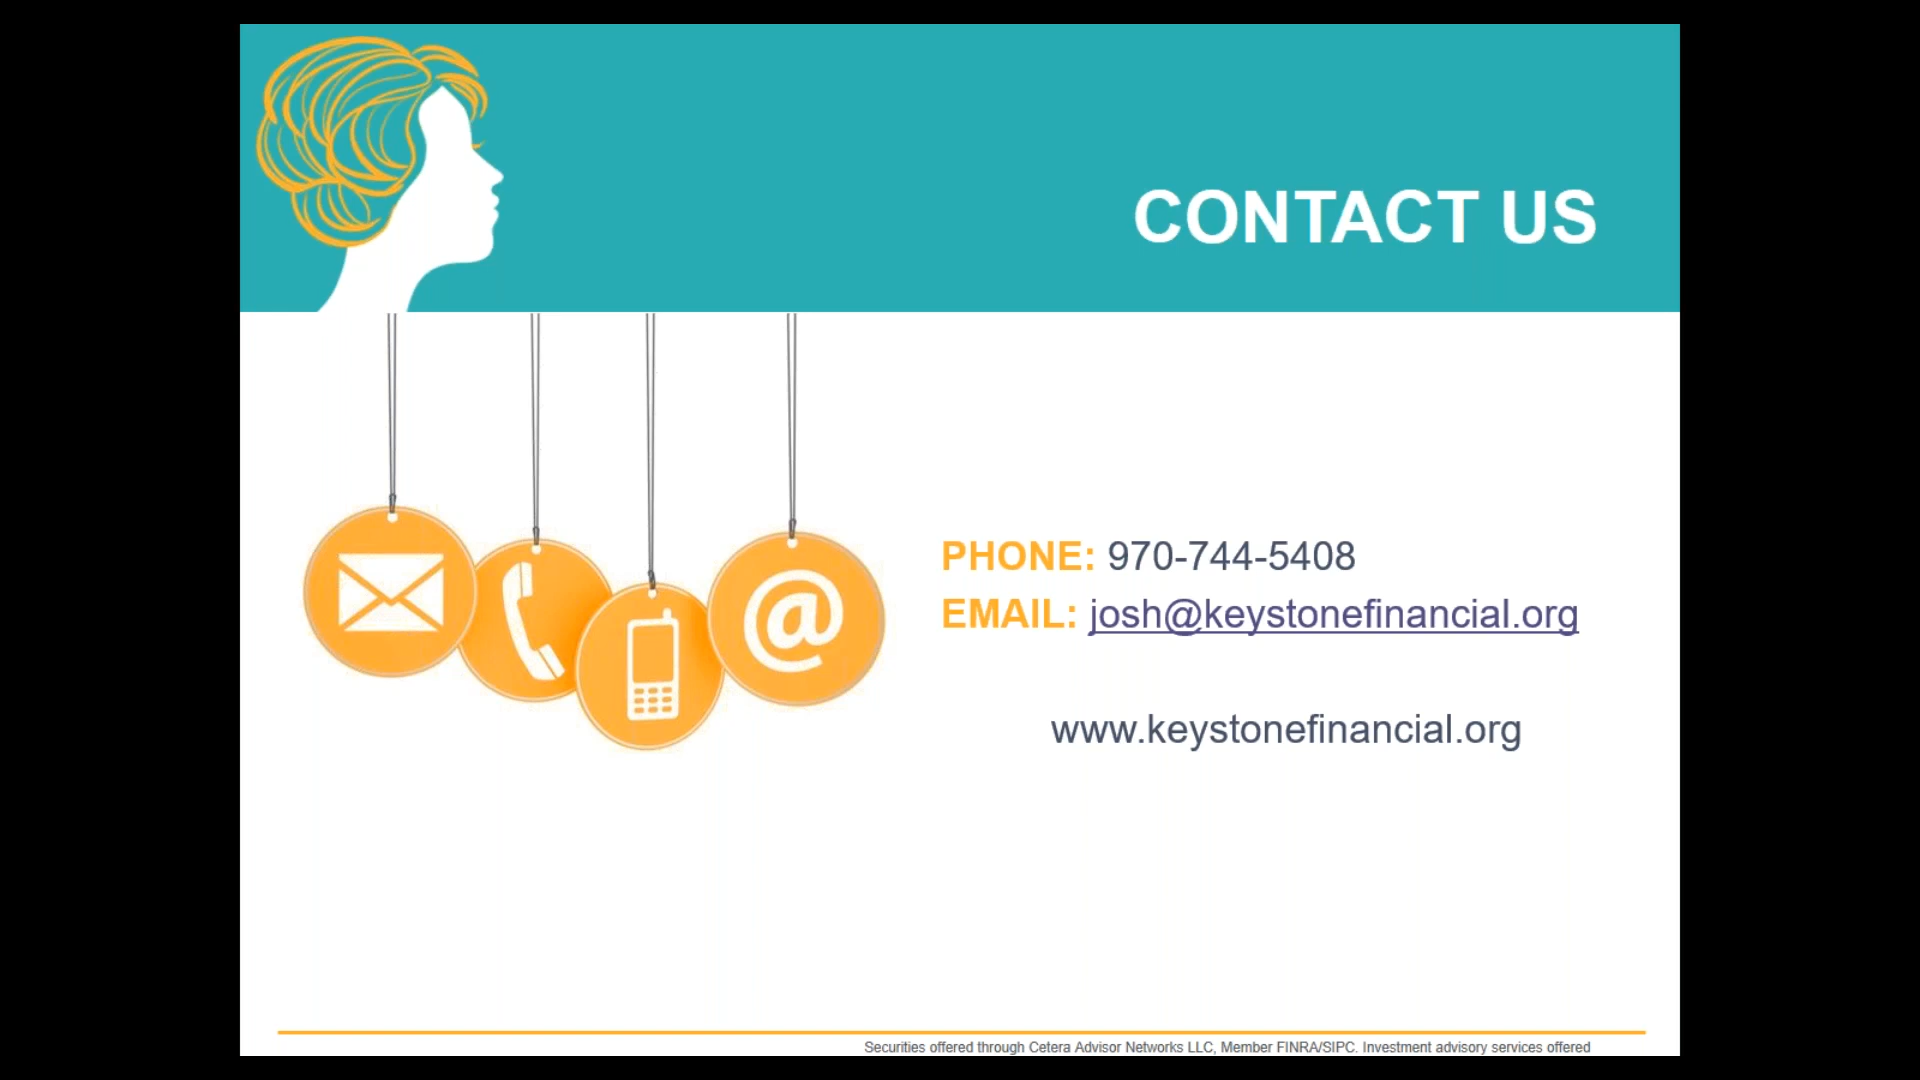 CONTACT US
PHONE: 970-744-5408
EMAIL: josh@keystonefinancial.org
www.keystonefinancial.org
Securities offered through Cetera Advisor Networks LLC, Member FINRA/SIPC. Investment advisory services offered